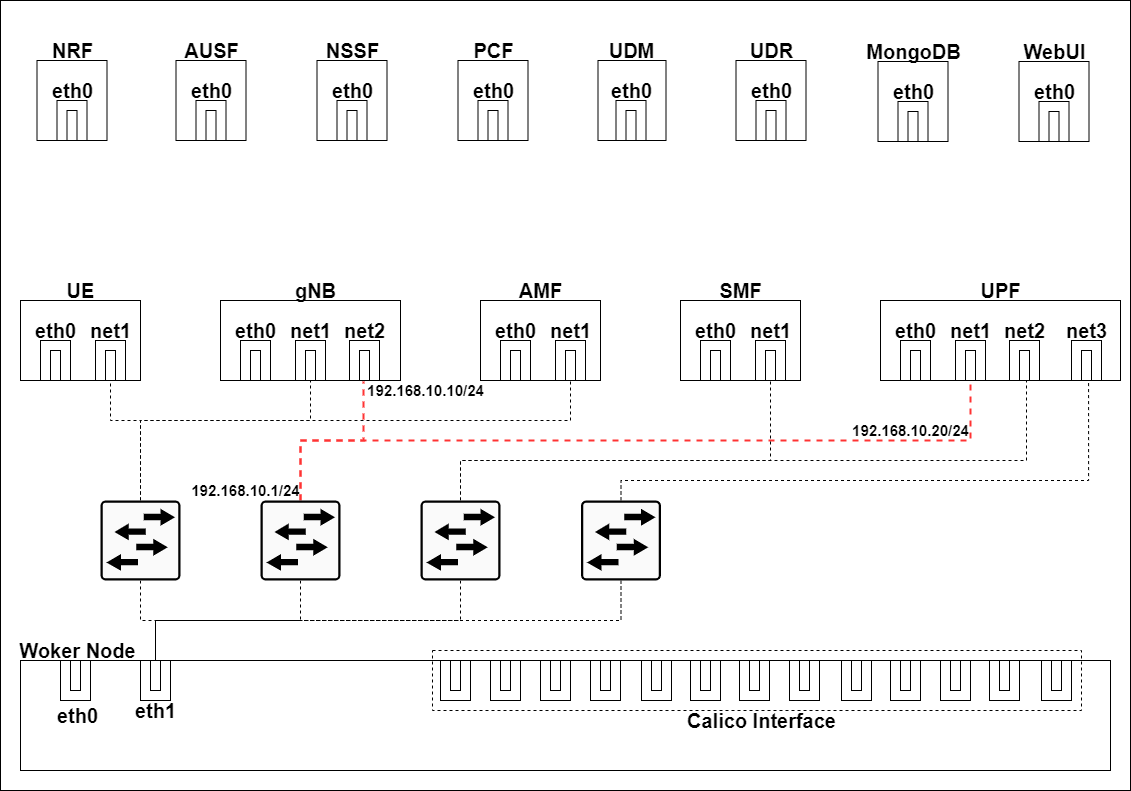 NRF AUSF NSSF PCF UDM UDR MongoDB WebUI
eth0 eth0 eth0 eth0 eth0 eth0 eth0 eth0
UE gNB AMF SMF UPF
eth0 net1 eth0 net1 net2 eth0 net1 eth0 net1 eth0 net1 net2 net3
192.168.10.10/24
192.168.10.20/24
192.168.10.1/24
Woker Node
eth0 eth1
Calico Interface